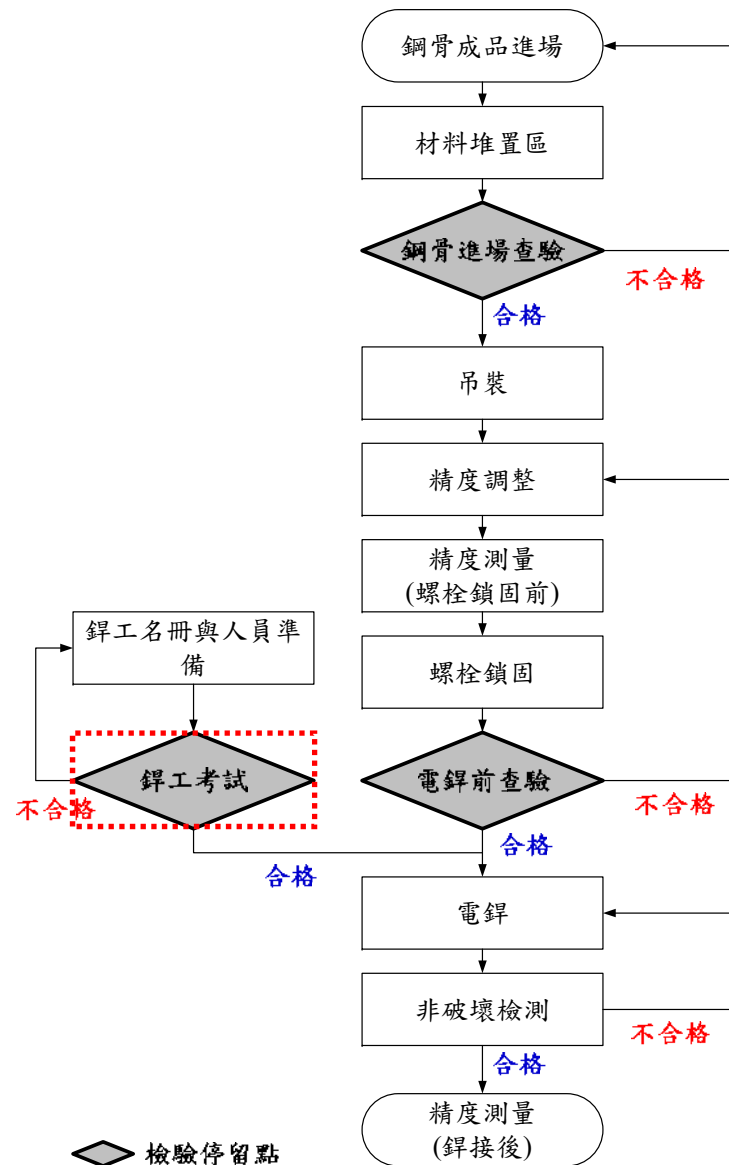 鋼骨成品進場
材料堆置區
鋼骨進場查驗
不合格
合格
吊裝
精度調整
精度測量
(螺栓鎖固前)
銲工名冊與人員準
備
螺栓鎖固
銲工考試
不合格
合格
電銲前查驗
不合格
合格
電銲
非破壞檢測
不合格
合格
精度測量
(銲接後)
檢驗停留點